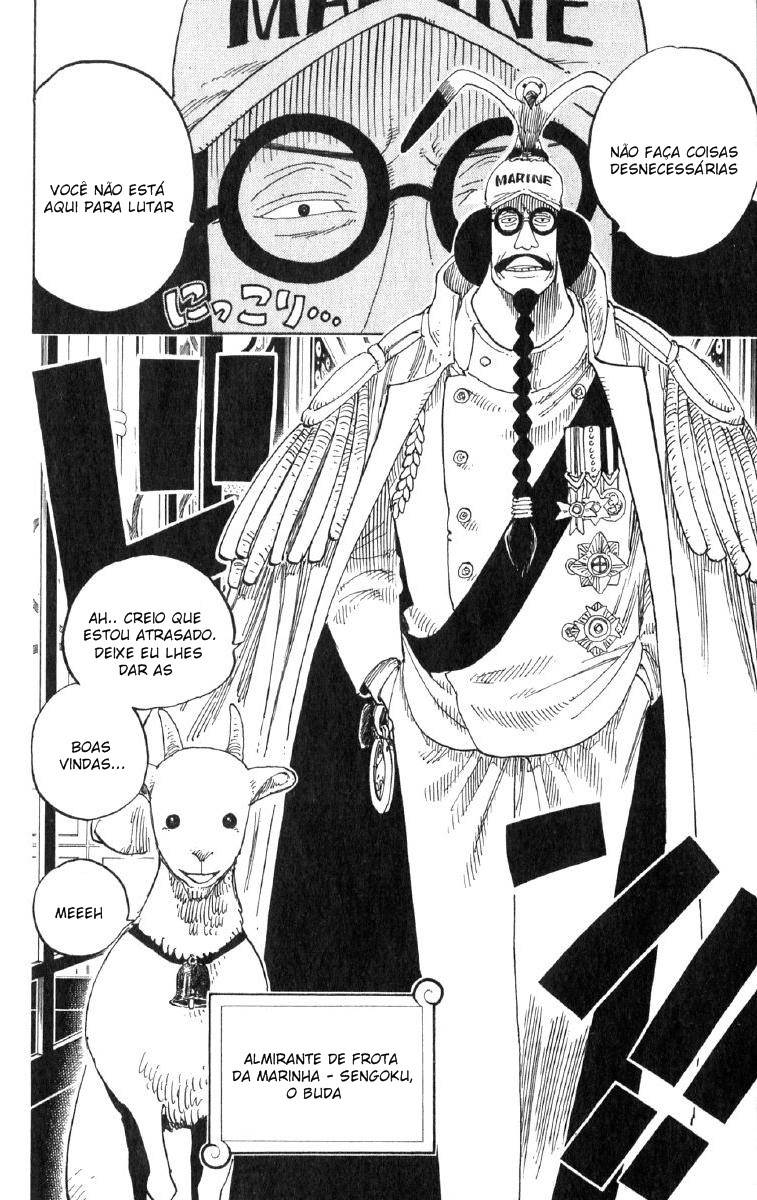 MARINE
NÃO FAÇA COISAS
DESNECESSÁRIAS
VOCÊ NÃO ESTÁ
AQUI PARA LUTAR
MARINE
にっこり...
AH.. CREIO QUE
ESTOU ATRASADO.
DEIXE EU LHES
DAR AS
BOAS
VINDAS...
MEEEH
ALMIRANTE DE FROTA
DA MARINHA - SENGOKU,
O BUDA